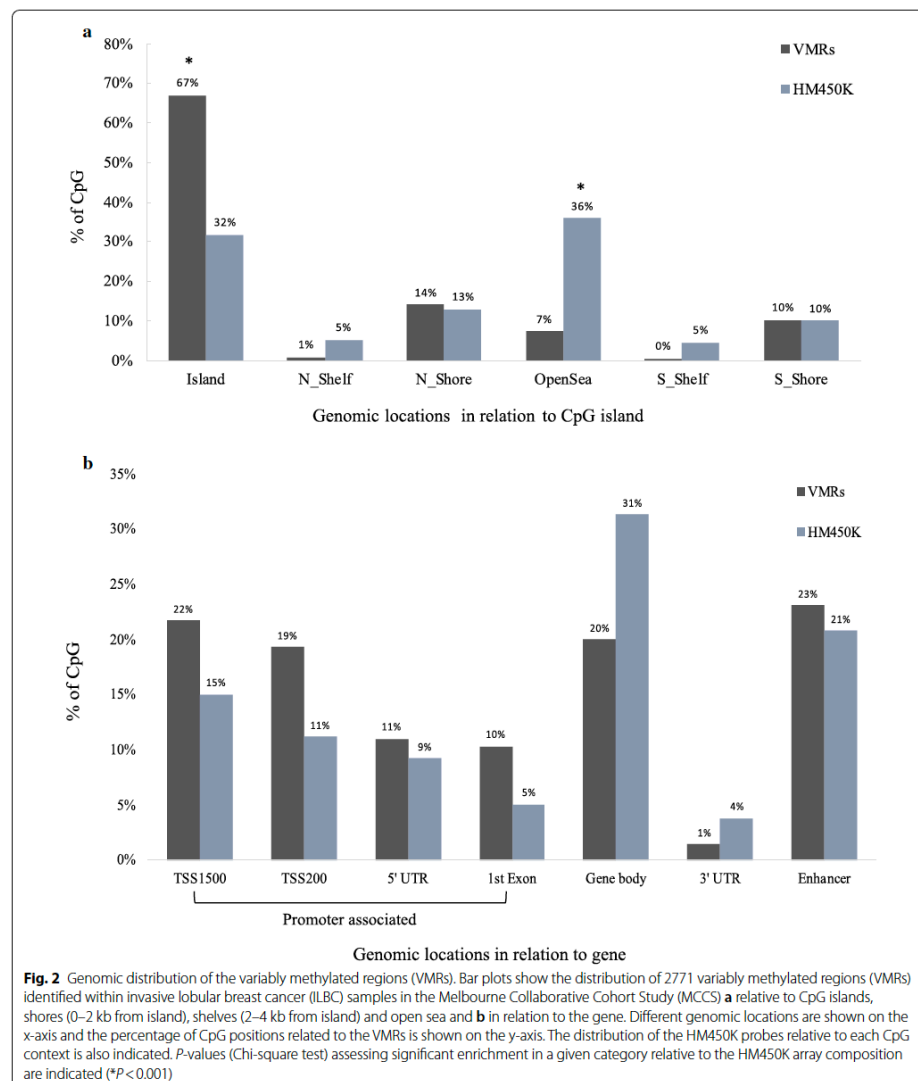 a
80%
70%
60%
50%
40%
30%
20%
10%
0%
% of CpG
VMRs
HM450K
*
67%
32%
1%
5%
14%
13%
7%
*
36%
0%
5%
10%
10%
Island N_Shelf N_Shore OpenSea S_Shelf S_Shore
Genomic locations in relation to CpG island
b
35%
30%
25%
20%
15%
10%
5%
0%
% of CpG
VMRs
HM450K
22%
15%
19%
11%
11%
9%
10%
5%
20%
31%
1%
4%
23%
21%
TSS1500 TSS200 5' UTR 1st Exon Gene body 3' UTR Enhancer
Promoter associated
Genomic locations in relation to gene
Fig. 2 Genomic distribution of the variably methylated regions (VMRs). Bar plots show the distribution of 2771 variably methylated regions (VMRs)
identified within invasive lobular breast cancer (ILBC) samples in the Melbourne Collaborative Cohort Study (MCCS) a relative to CpG islands,
shores (0–2 kb from island), shelves (2–4 kb from island) and open sea and b in relation to the gene. Different genomic locations are shown on the
x-axis and the percentage of CpG positions related to the VMRs is shown on the y-axis. The distribution of the HM450K probes relative to each CpG
context is also indicated. P-values (Chi-square test) assessing significant enrichment in a given category relative to the HM450K array composition
are indicated (*P < 0.001)